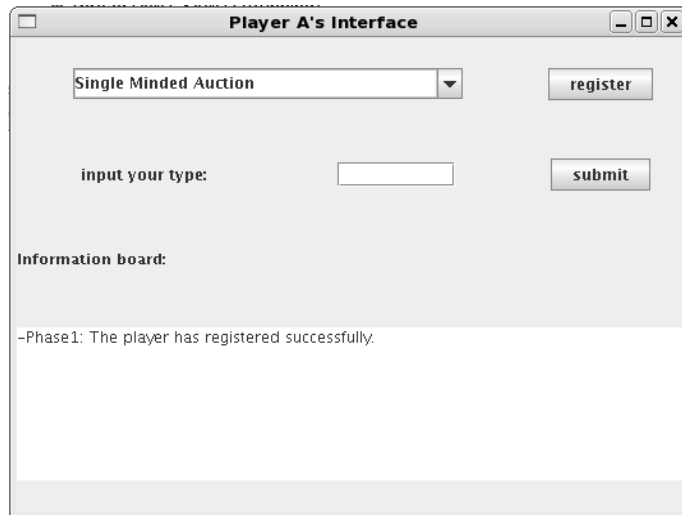 Player A's Interface
Single Minded Auction
register
input your type:
submit
Information board:
-Phase1: The player has registered successfully.